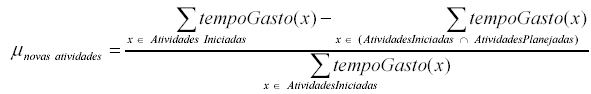 ∑tempoGasto(x) − ∑tempoGasto(x)
x ∈ Atividades Iniciadas x ∈ (AtividadesIniciadas ∩ AtividadesPlanejadas)
μ novas atividades =
∑tempoGasto(x)
x ∈ AtividadesIniciadas